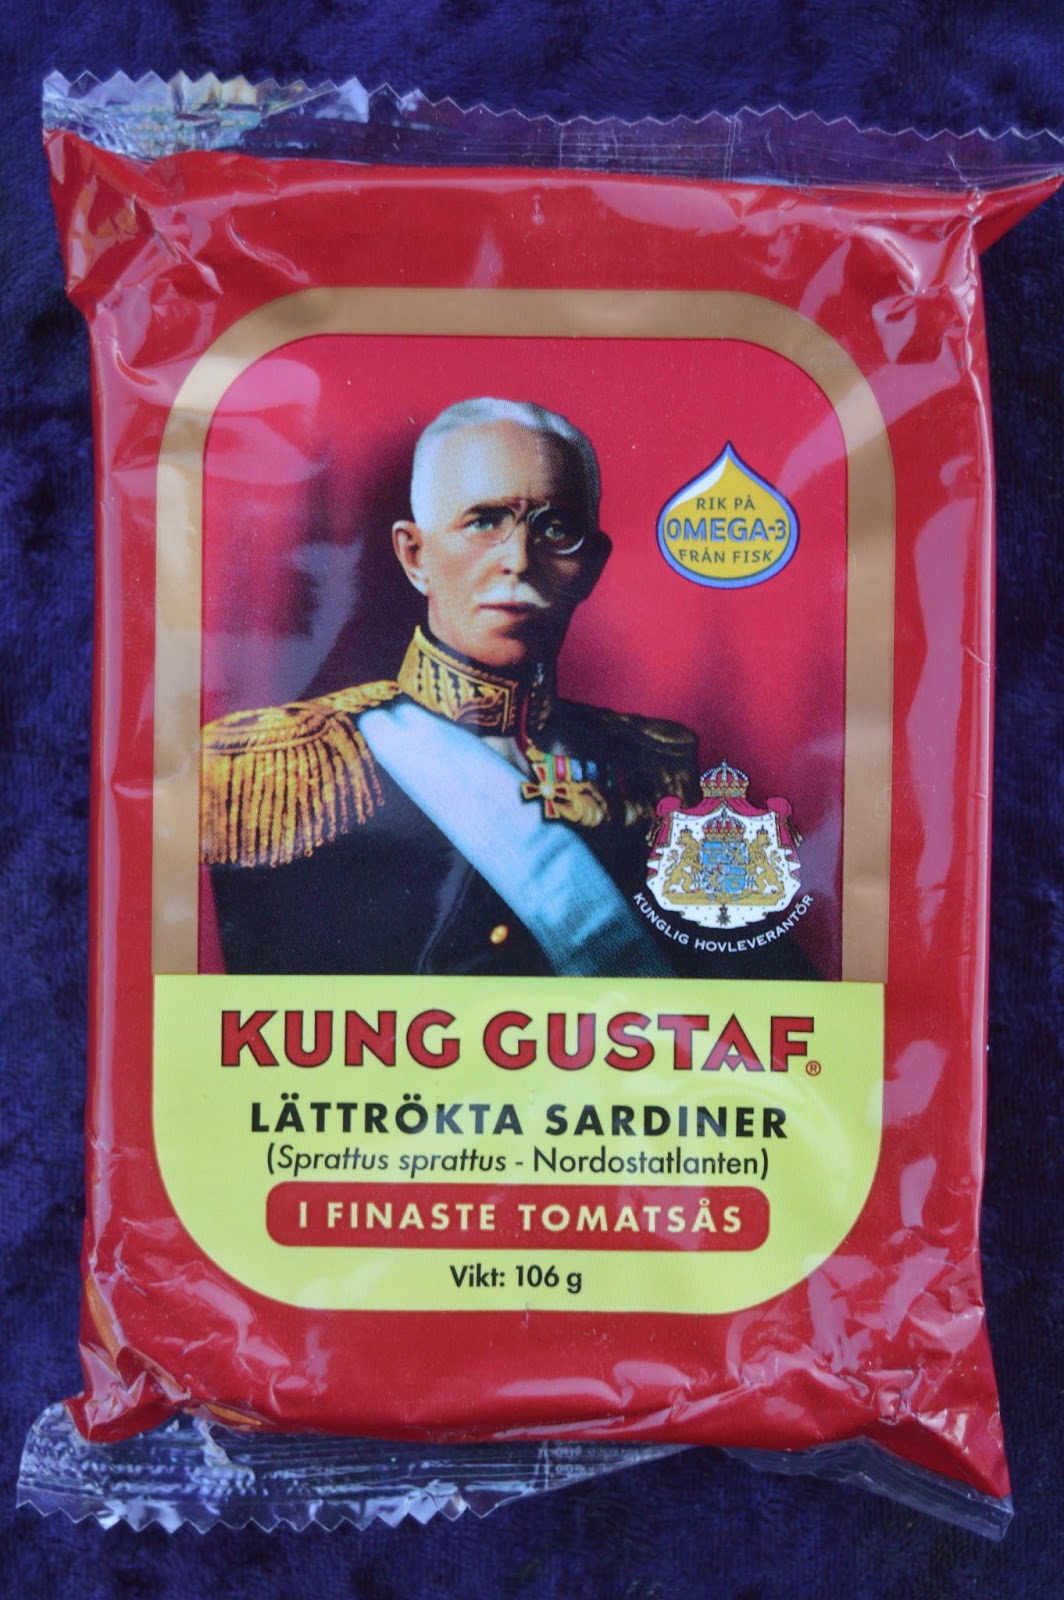 RIK PÅ
OMEGA-3
FRÅN FISK
KUNGLIG HOVLEVERANTÖR
KUNG GUSTAF®
LÄTTRÖKTA SARDINER
(Sprattus sprattus - Nordostatlanten)
I FINASTE TOMATSÅS
Vikt: 106 g